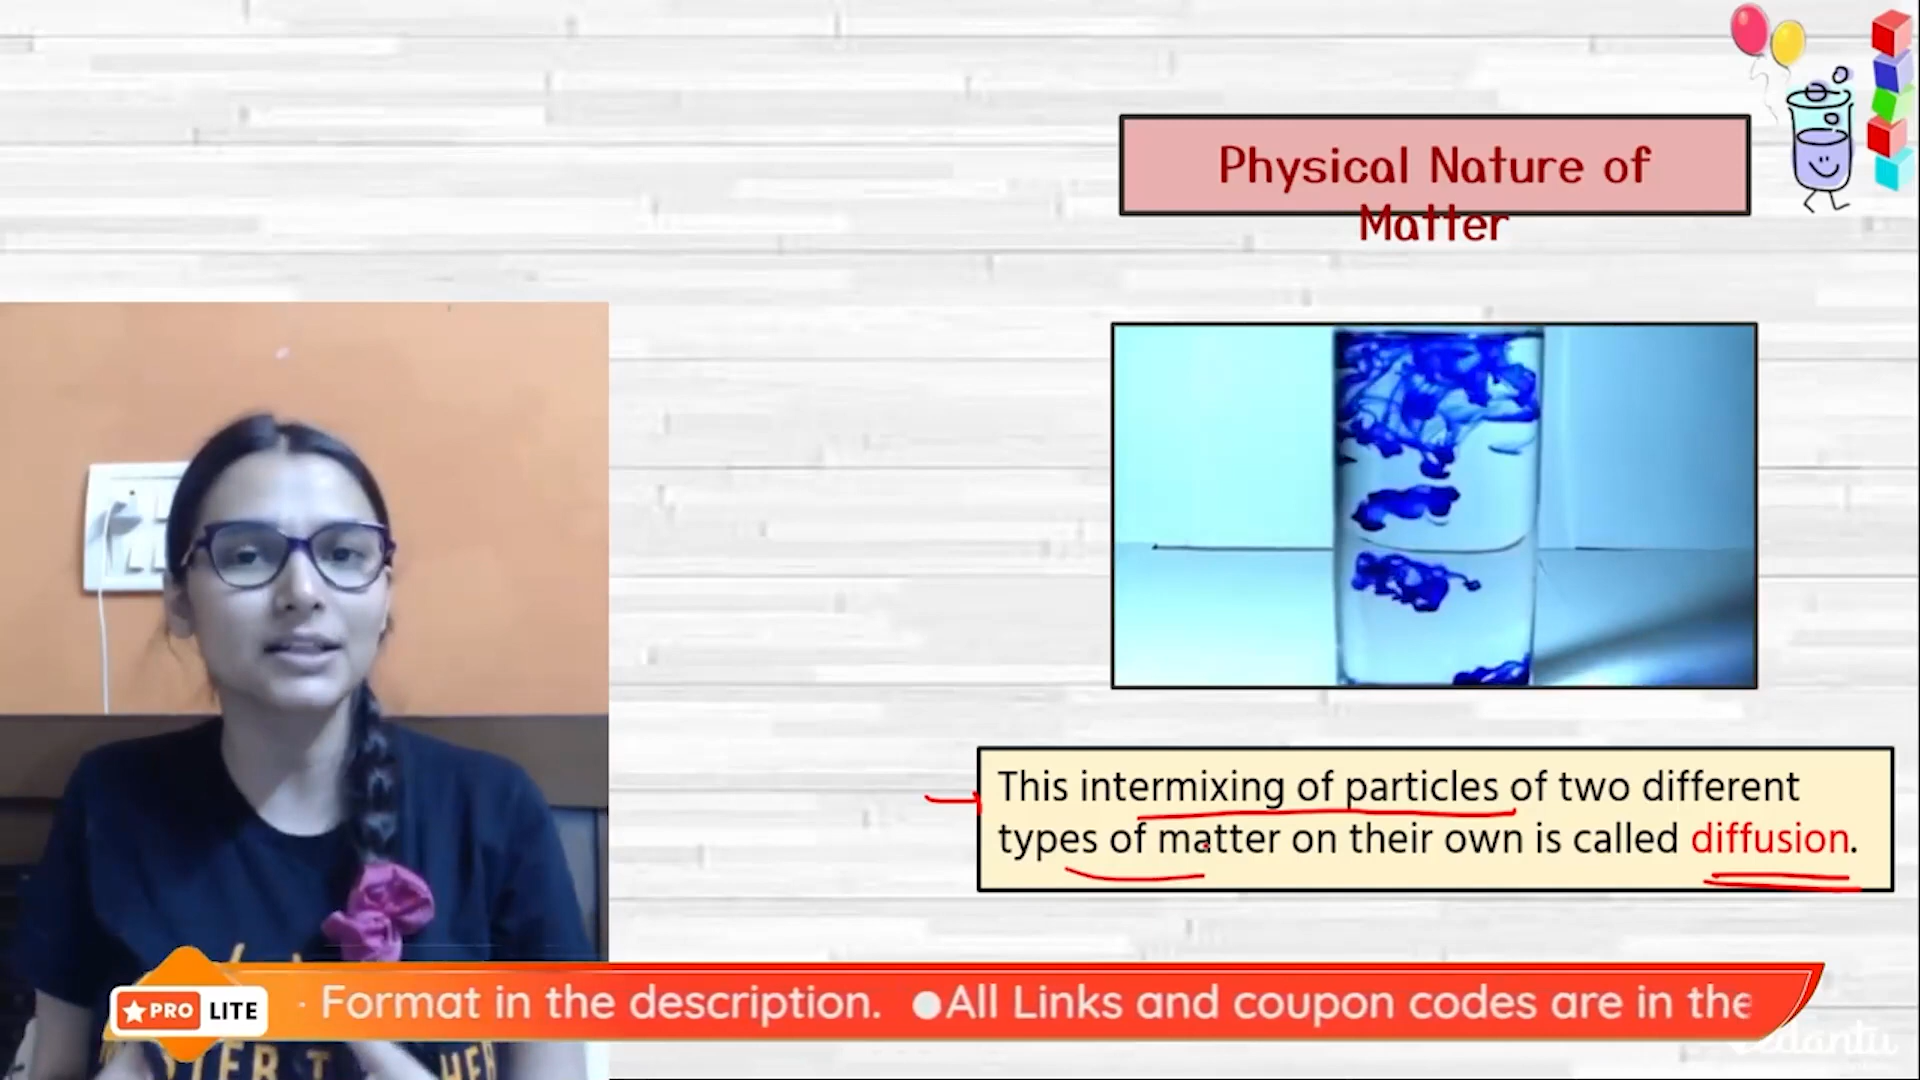 Physical Nature of
Matter
This intermixing of particles of two different
types of matter on their own is called diffusion.
PRO LITE
· Format in the description. ●All Links and coupon codes are in the